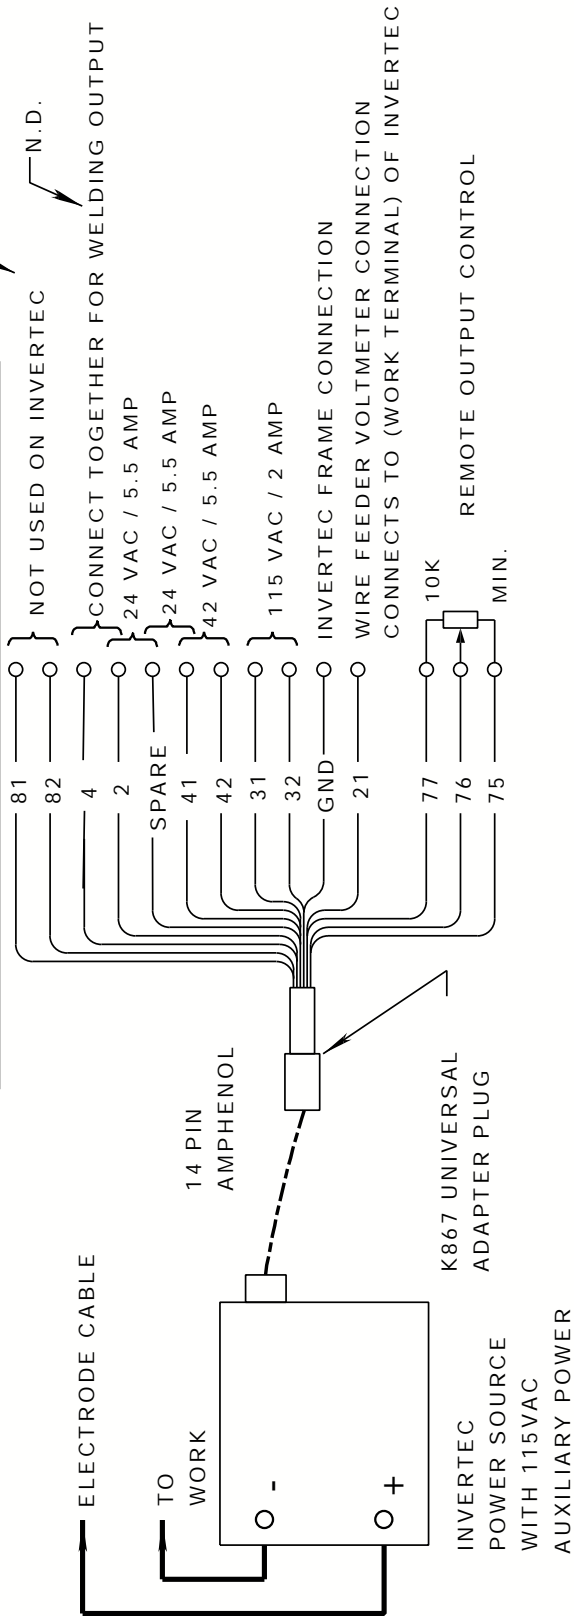 N.D.
ELECTRODE CABLE
TO
WORK
-
+
INVERTEC
POWER SOURCE
WITH 115VAC
AUXILIARY POWER
14 PIN
AMPHENOL
K867 UNIVERSAL
ADAPTER PLUG
81
82
4
2
SPARE
41
42
31
32
GND
21
77
76
75
NOT USED ON INVERTEC
CONNECT TOGETHER FOR WELDING OUTPUT
24 VAC / 5.5 AMP
24 VAC / 5.5 AMP
42 VAC / 5.5 AMP
115 VAC / 2 AMP
INVERTEC FRAME CONNECTION
WIRE FEEDER VOLTMETER CONNECTION
CONNECTS TO (WORK TERMINAL) OF INVERTEC
10K
REMOTE OUTPUT CONTROL
MIN.